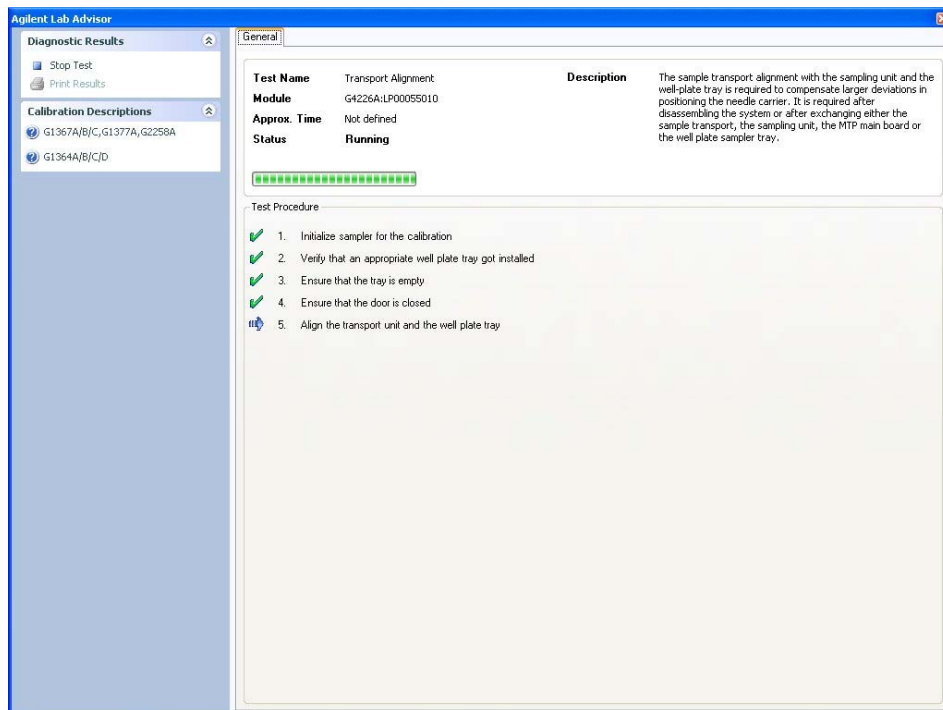 Agilent Lab Advisor
Diagnostic Results
Stop Test
Print Results
Calibration Descriptions
G1367A/B/C,G1377A,G2258A
G1364A/B/C/D
General
Test Name Transport Alignment
Module G4226A:LP00055010
Approx. Time Not defined
Status Running
Description The sample transport alignment with the sampling unit and the
well-plate tray is required to compensate larger deviations in
positioning the needle carrier. It is required after
disassembling the system or after exchanging either the
sample transport, the sampling unit, the MTP main board or
the well plate sampler tray.
Test Procedure
1. Initialize sampler for the calibration
2. Verify that an appropriate well plate tray got installed
3. Ensure that the tray is empty
4. Ensure that the door is closed
5. Align the transport unit and the well plate tray